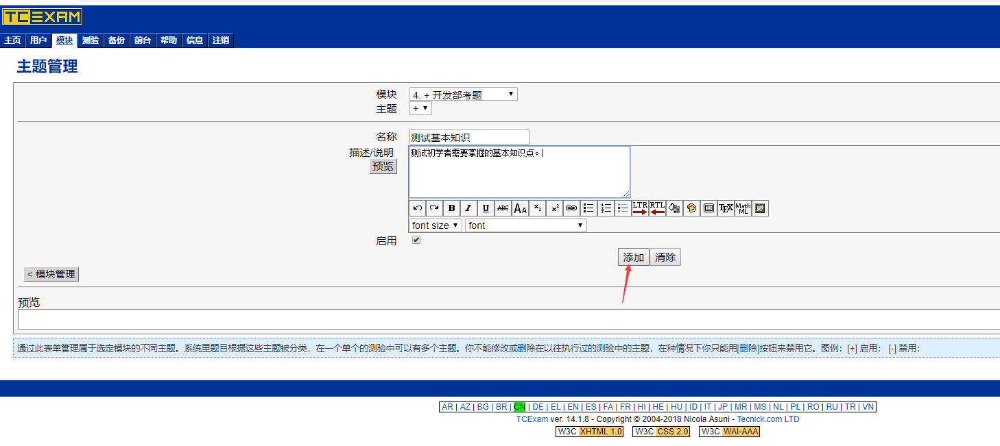 TCEXAM
主页 用户 模块 测验 备份 前台 帮助 信息 注销
主题管理
模块 4. + 开发部考题
主题 +
名称 测试基本知识
描述/说明 测试初学者需要掌握的基本知识点。
预览
B I U ABC AA x2 x2 LTR RTL TEX Math ML
font size font
启用
添加 清除
< 模块管理
预览
通过此表单管理属于选定模块的不同主题。系统里题目根据这些主题被分类，在一个单个的测验中可以有多个主题。你不能修改或删除在以往执行过的测验中的主题，在种情况下你只能用[删除]按钮来禁用它。图例：[+] 启用； [-] 禁用；
AR | AZ | BG | BR | CN | DE | EL | EN | ES | FA | FR | HI | HE | HU | ID | IT | JP | MR | MS | NL | PL | RO | RU | TR | VN
TCExam ver. 14.1.8 - Copyright © 2004-2018 Nicola Asuni - Tecnick.com LTD
W3C XHTML 1.0 W3C CSS 2.0 W3C WAI-AAA